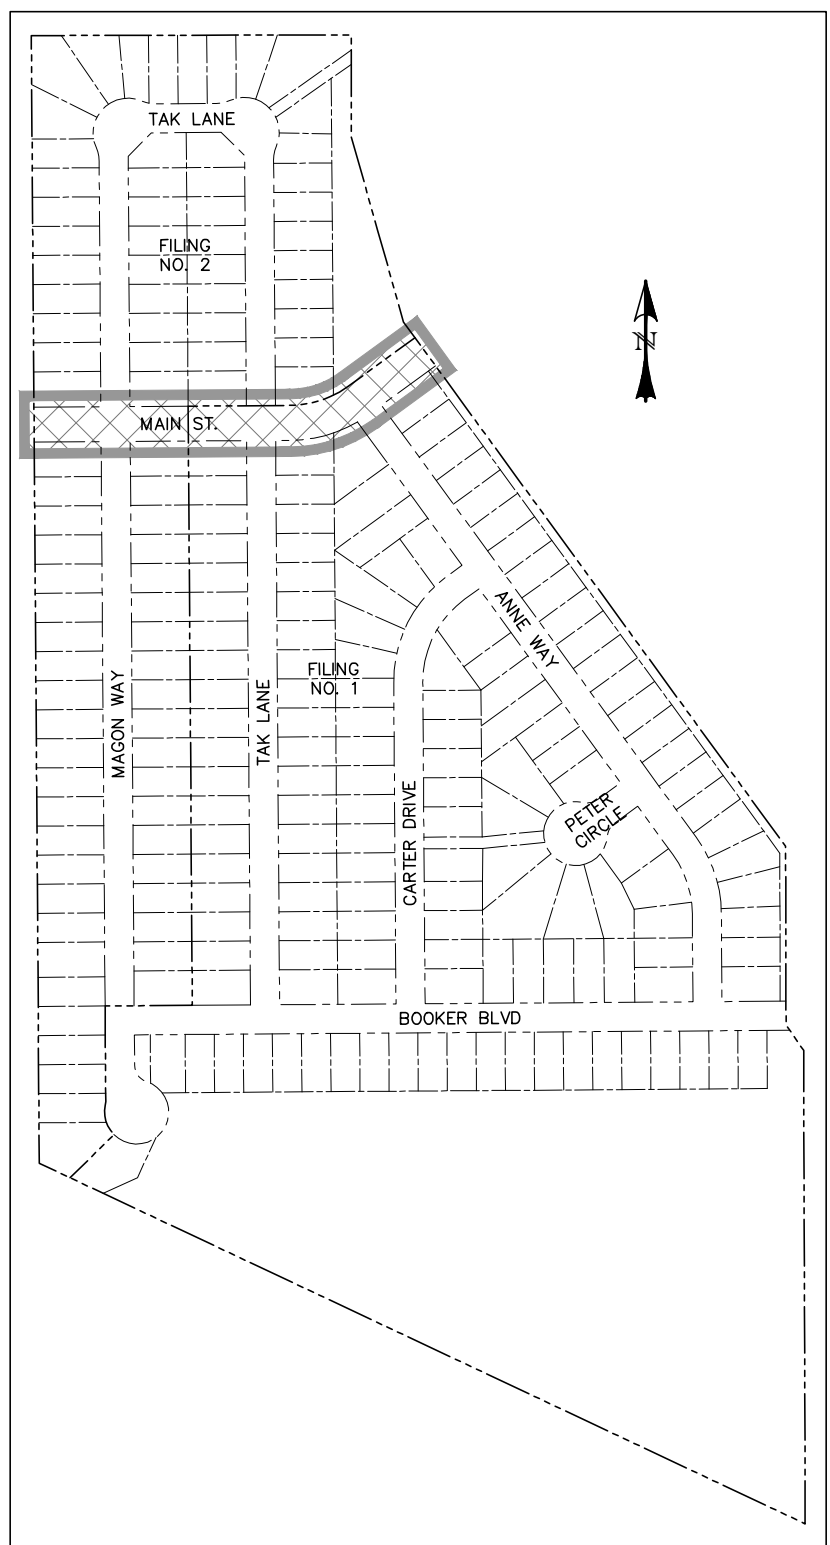 TAK LANE
FILING
NO. 2
N
MAIN ST.
ANNE WAY
FILING
NO. 1
MAGON WAY
TAK LANE
CARTER DRIVE
PETER
CIRCLE
BOOKER BLVD